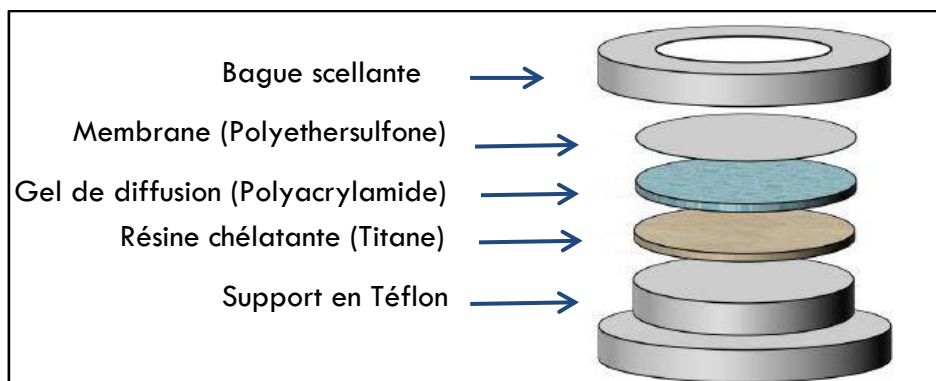 Bague scellante
Membrane (Polyethersulfone)
Gel de diffusion (Polyacrylamide)
Résine chélatante (Titane)
Support en Téflon